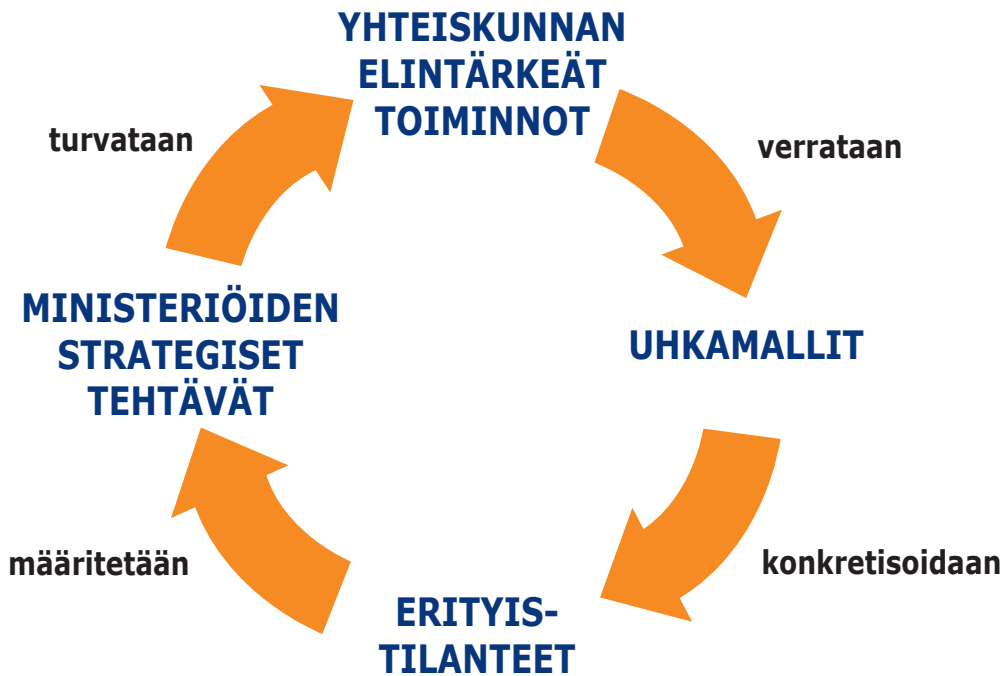 YHTEISKUNNAN
ELINTÄRKEÄT
TOIMINNOT
turvataan
verrataan
MINISTERIÖIDEN
STRATEGISET
TEHTÄVÄT
UHKAMALLIT
määritetään
konkretisoidaan
ERITYIS-
TILANTEET